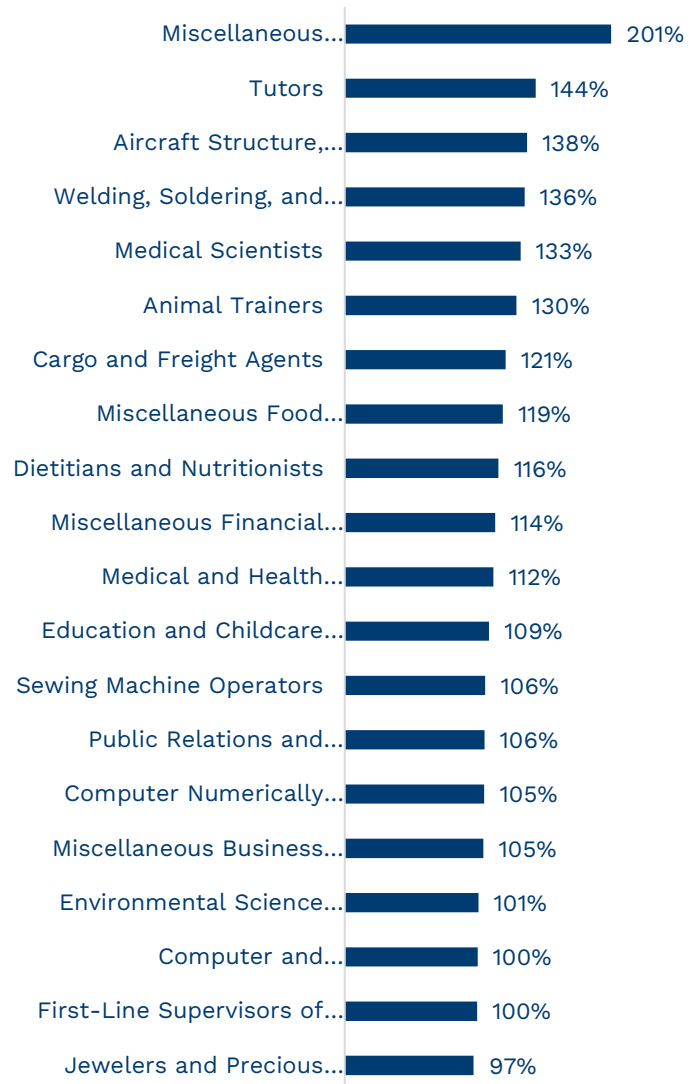 Miscellaneous... 201%
Tutors 144%
Aircraft Structure,... 138%
Welding, Soldering, and... 136%
Medical Scientists 133%
Animal Trainers 130%
Cargo and Freight Agents 121%
Miscellaneous Food... 119%
Dietitians and Nutritionists 116%
Miscellaneous Financial... 114%
Medical and Health... 112%
Education and Childcare... 109%
Sewing Machine Operators 106%
Public Relations and... 106%
Computer Numerically... 105%
Miscellaneous Business... 105%
Environmental Science... 101%
Computer and... 100%
First-Line Supervisors of... 100%
Jewelers and Precious... 97%